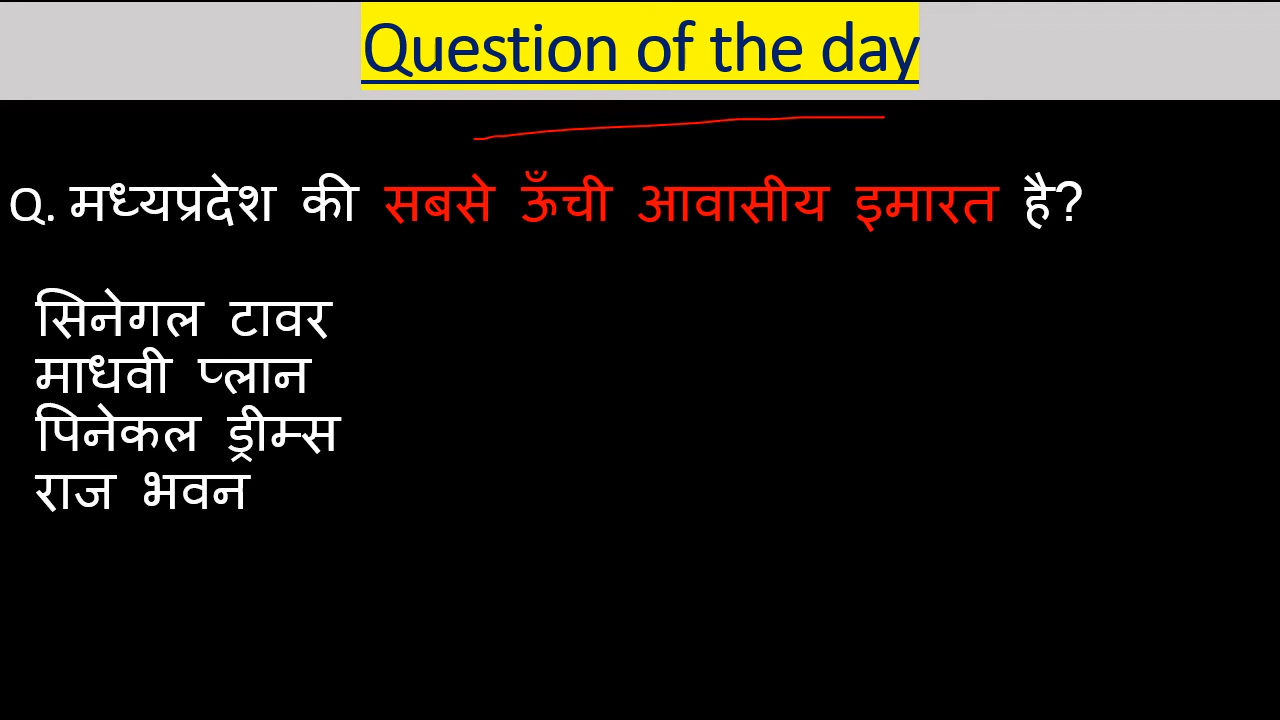 Question of the day
Q. मध्यप्रदेश की सबसे ऊँची आवासीय इमारत है?
सिनेगल टावर
माधवी प्लान
पिनेकल ड्रीम्स
राज भवन